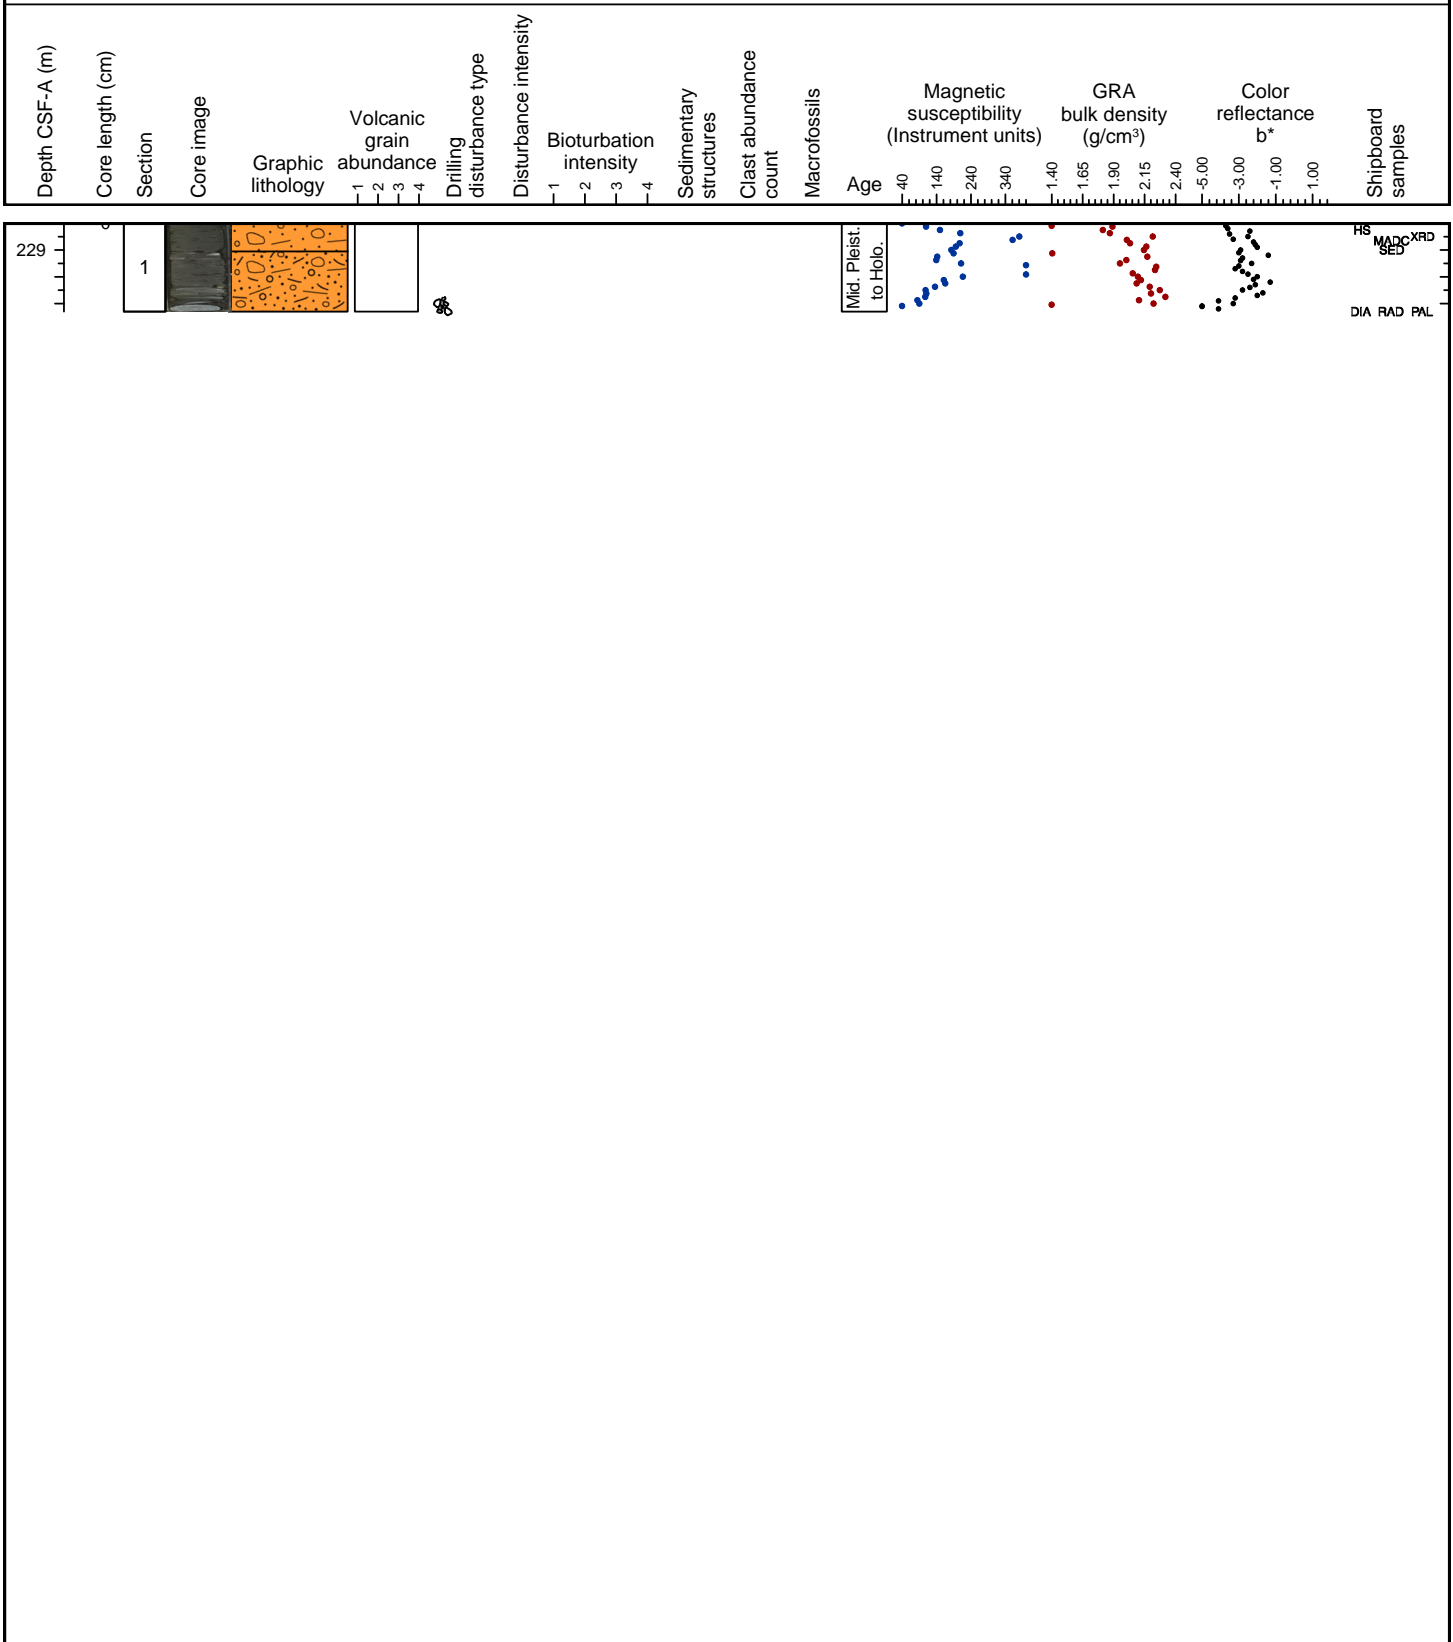 Depth CSF-A (m)
Core length (cm)
Section
Core image
Graphic
lithology
Volcanic
grain
abundance
1
2
3
4
Drilling
disturbance type
Disturbance intensity
Bioturbation
intensity
1
2
3
4
Sedimentary
structures
Clast abundance
count
Macrofossils
Age
Magnetic
susceptibility
(Instrument units)
40
140
240
340
GRA
bulk density
(g/cm³)
1.40
1.65
1.90
2.15
2.40
Color
reflectance
b*
-5.00
-3.00
-1.00
1.00
Shipboard
samples
229
0
1
Mid. Pleist.
to Holo.
HS
XRD
MADC
SED
DIA RAD PAL